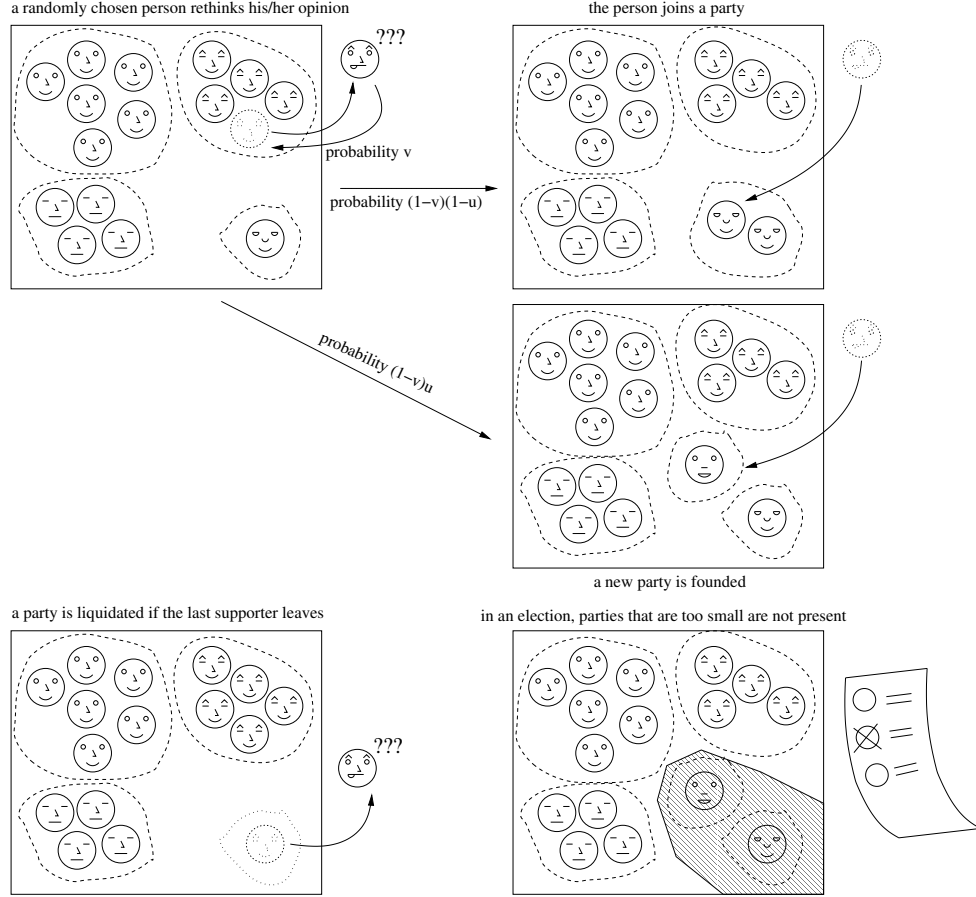 a randomly chosen person rethinks his/her opinion
the person joins a party
???
probability v
probability (1−v)(1−u)
probability (1−v)u
a new party is founded
a party is liquidated if the last supporter leaves
in an election, parties that are too small are not present
???